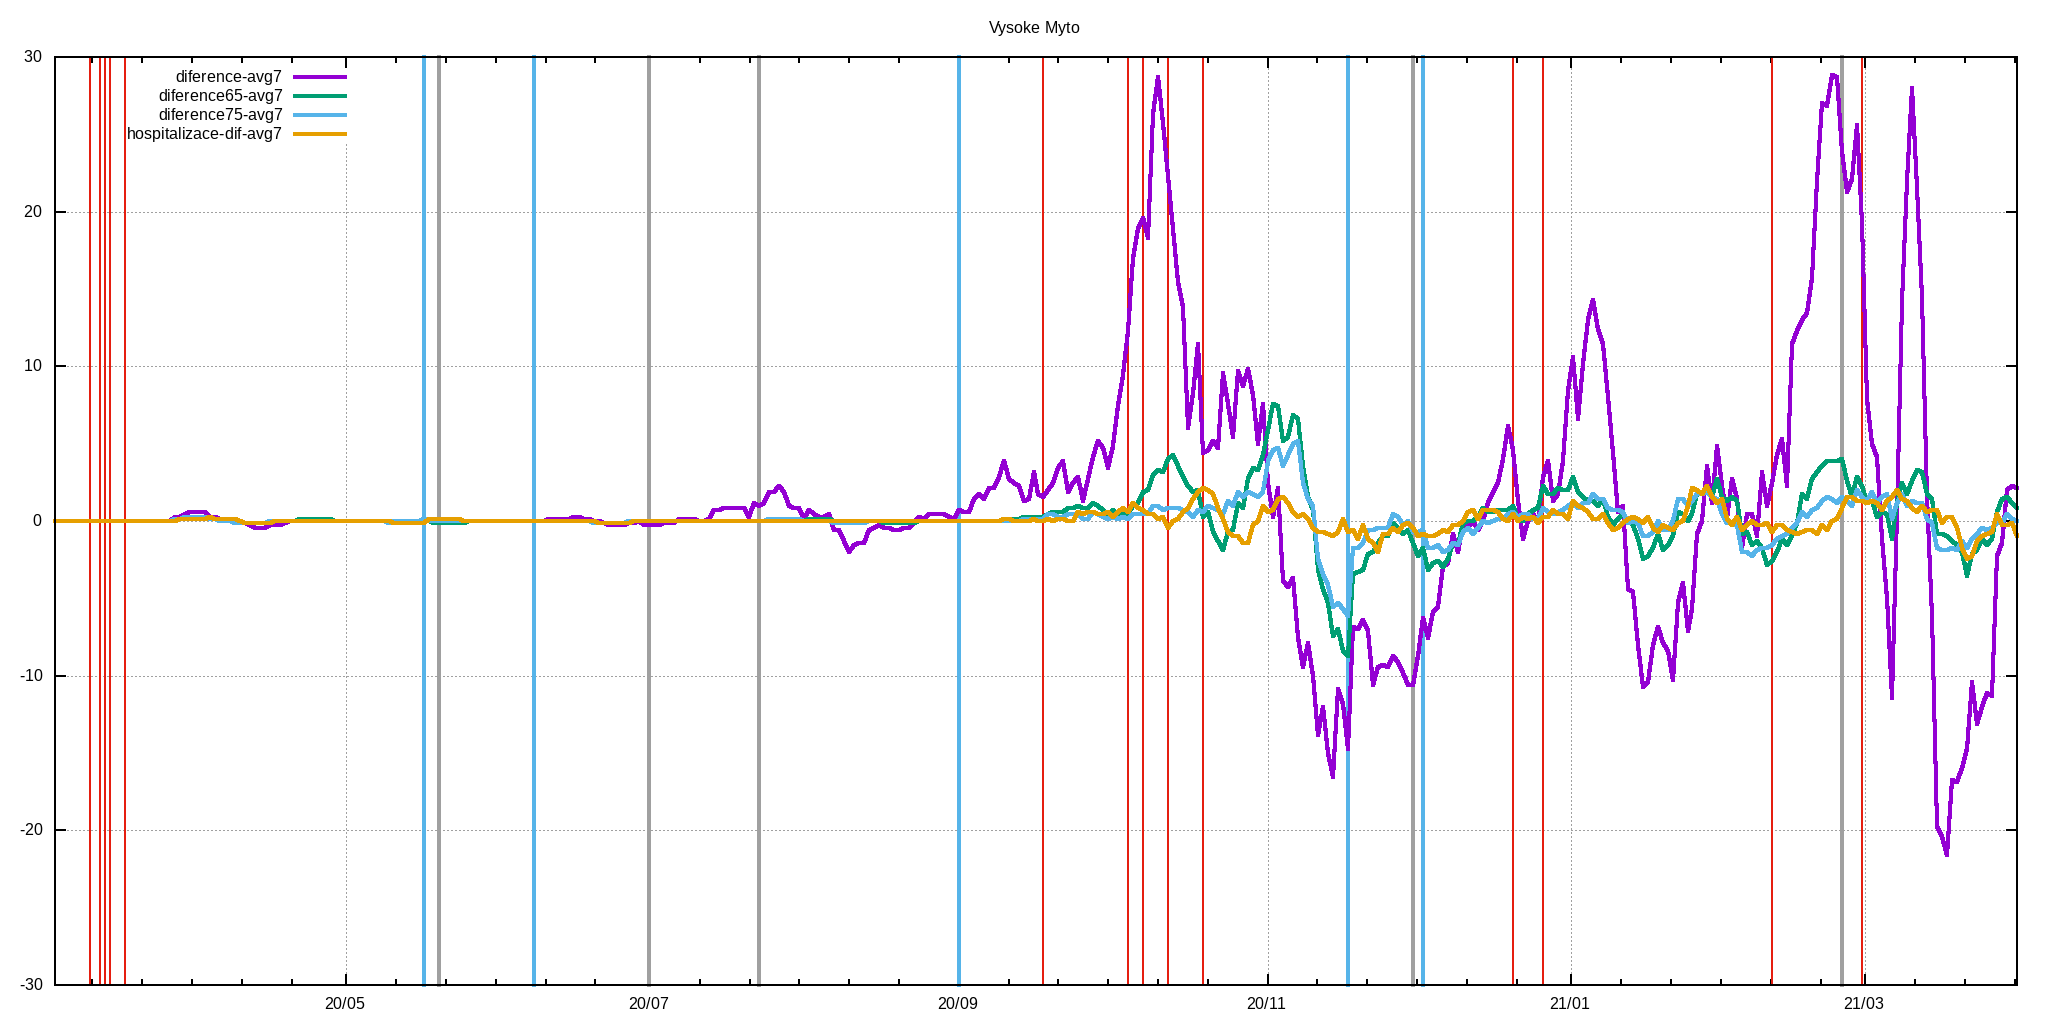 Vysoke Myto
30
20
10
0
-10
-20
-30
diference-avg7
diference65-avg7
diference75-avg7
hospitalizace-dif-avg7
20/05
20/07
20/09
20/11
21/01
21/03